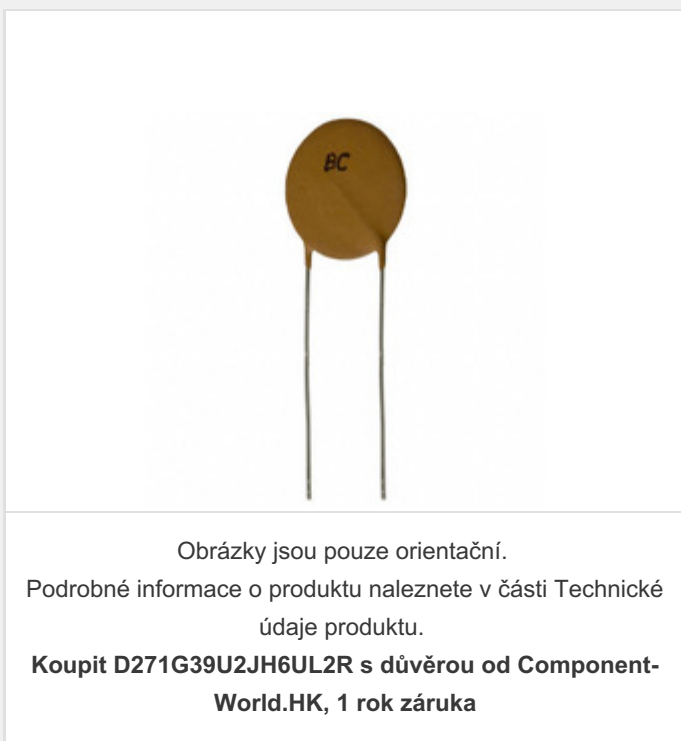 BC
Obrázky jsou pouze orientační.
Podrobné informace o produktu naleznete v části Technické
údaje produktu.
Koupit D271G39U2JH6UL2R s důvěrou od Component-
World.HK, 1 rok záruka